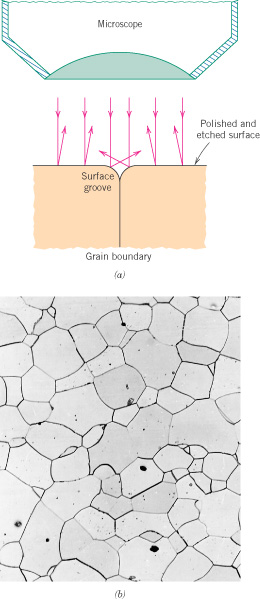 Microscope
Polished and
etched surface
Surface
groove
Grain boundary
(a)
(b)